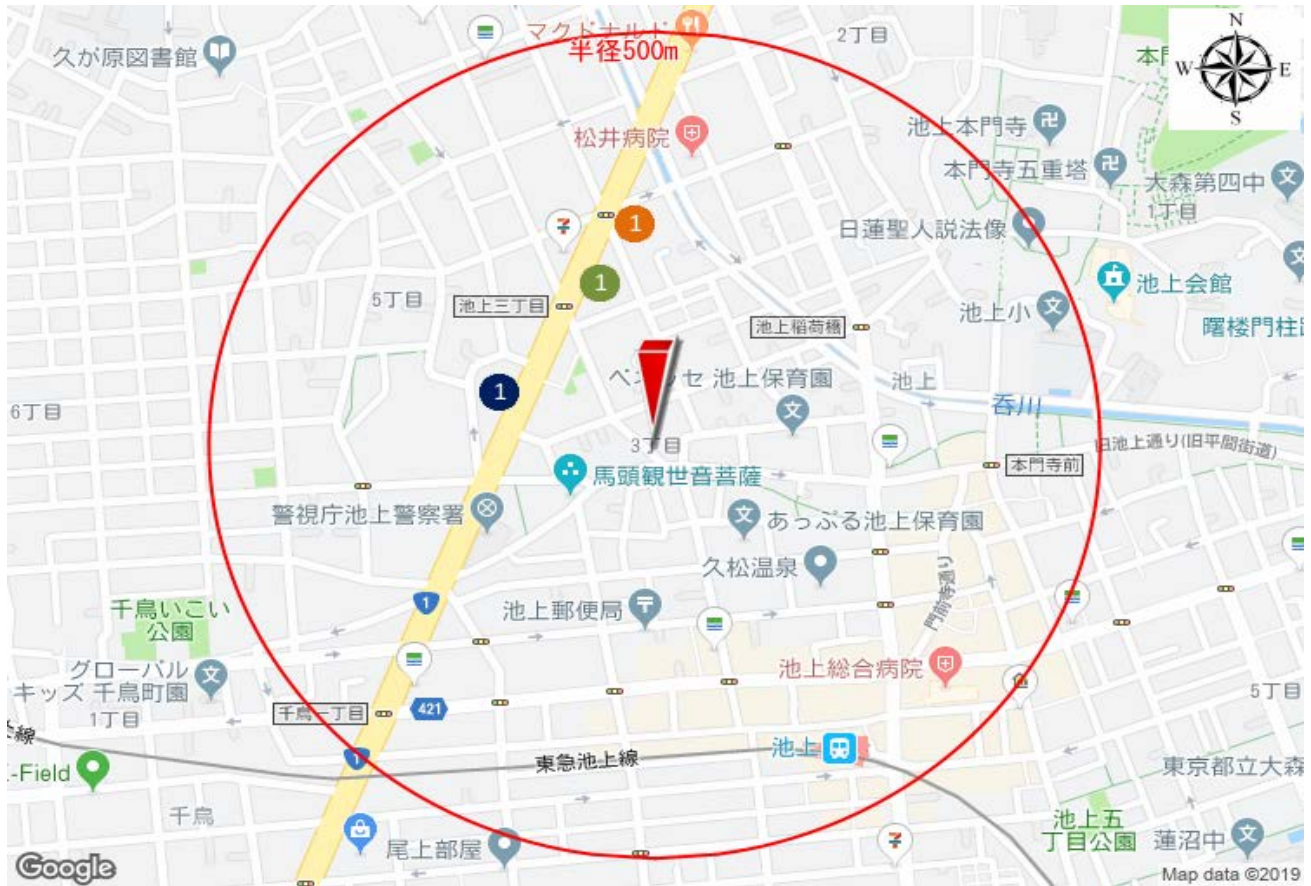 マクドナルド
半径500m
2丁目
N
W
E
S
久が原図書館
松井病院
池上本門寺
本門寺五重塔
大森第四中
1丁目
1
日蓮聖人説法像
1
池上会館
5丁目
池上三丁目
池上稲荷橋
池上小
池上保育園
池上
1
6丁目
呑川
3丁目
旧池上通り(旧平間街道)
本門寺前
馬頭観世音菩薩
警視庁池上警察署
あっぷる池上保育園
久松温泉
門前寺通り
1
池上郵便局
千鳥いこい
公園
グローバル
キッズ 千鳥町園
1丁目
池上総合病院
5丁目
千鳥一丁目
421
1
東急池上線
池上
-Field
東京都立大森
千鳥
尾上部屋
池上五
丁目公園
蓮沼中
Google
Map data ©2019